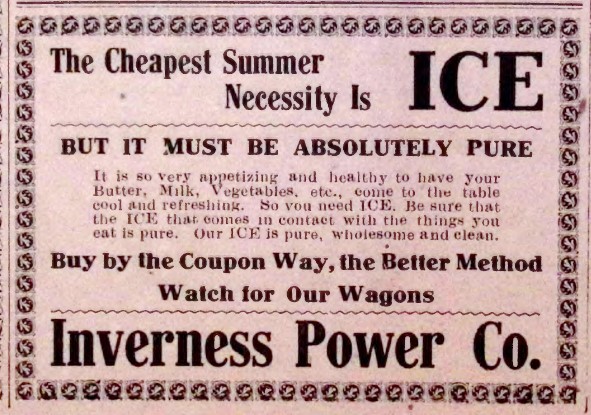 The Cheapest Summer
Necessity Is ICE
BUT IT MUST BE ABSOLUTELY PURE
It is so very appetizing and healthy to have your
Butter, Milk, Vegetables, etc., come to the table
cool and refreshing. So you need ICE. Be sure that
the ICE that comes in contact with the things you
eat is pure. Our ICE is pure, wholesome and clean.
Buy by the Coupon Way, the Better Method
Watch for Our Wagons
Inverness Power Co.